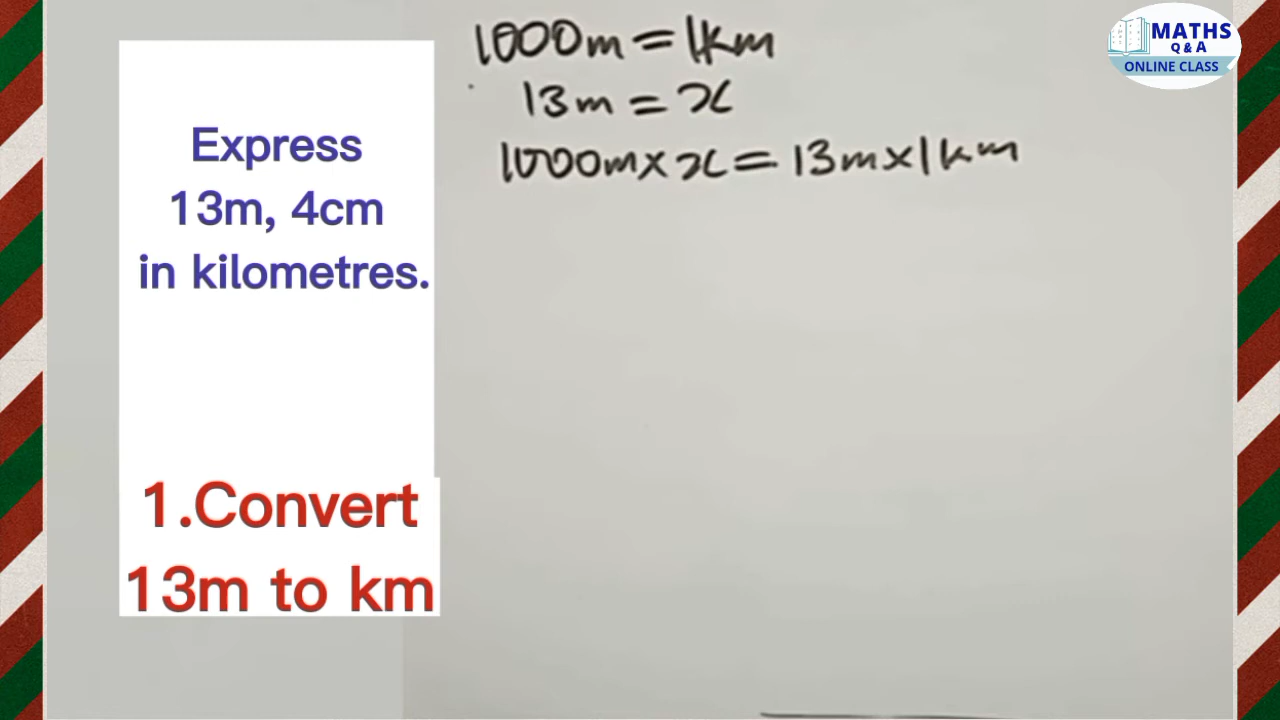 Express
13m, 4cm
in kilometres.
1.Convert
13m to km
1000m = 1km
13m = x
1000m x x = 13m x 1km
MATHS
Q & A
ONLINE CLASS